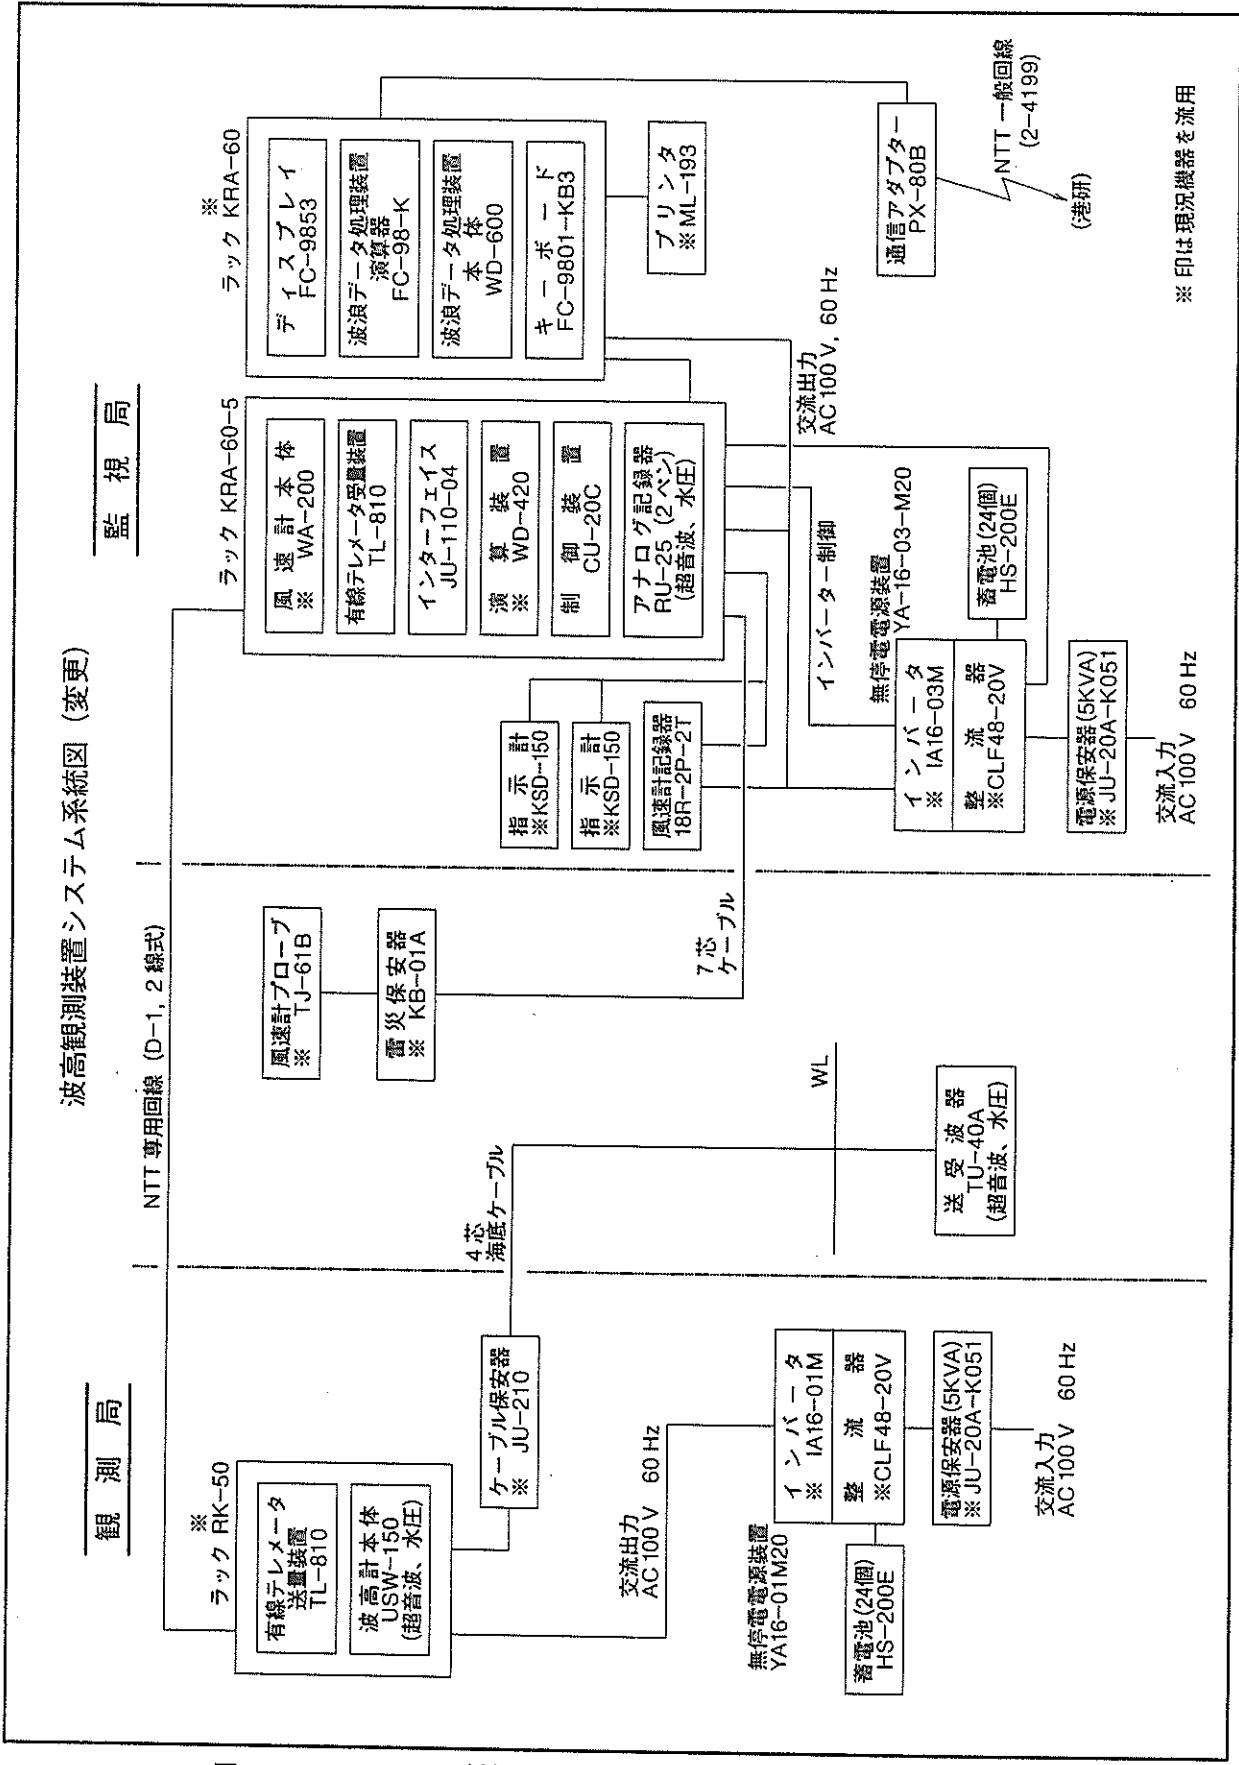 波高観測装置システム系統図 (変更)
観測局
監視局
NTT 専用回線 (D-1, 2 線式)
※
ラック RK-50
有線テレメータ
送量装置
TL-810
波高計本体
USW-150
(超音波、水圧)
ケーブル保安器
※ JU-210
4芯
海底ケーブル
交流出力
AC 100 V 60 Hz
無停電電源装置
YA16-01M20
インバータ
※ IA16-01M
整流器
※CLF48-20V
蓄電池(24個)
HS-200E
電源保安器(5KVA)
※ JU-20A-K051
交流入力
AC 100 V 60 Hz
風速計プローブ
※ TJ-61B
雷災保安器
※ KB-01A
7芯
ケーブル
WL
送受波器
TU-40A
(超音波、水圧)
ラック KRA-60-5
風速計本体
※ WA-200
有線テレメータ受量装置
TL-810
インターフェイス
JU-110-04
演算装置
※ WD-420
制御装置
CU-20C
アナログ記録器
RU-25 (2 ペン)
(超音波、水圧)
指示計
※KSD-150
指示計
※KSD-150
風速計記録器
18R-2P-2T
インバーター制御
無停電電源装置
YA-16-03-M20
インバータ
※ IA16-03M
整流器
※CLF48-20V
蓄電池(24個)
HS-200E
電源保安器(5KVA)
※ JU-20A-K051
交流入力
AC 100 V 60 Hz
※
ラック KRA-60
ディスプレイ
FC-9853
波浪データ処理装置
演算器
FC-98-K
波浪データ処理装置
本体
WD-600
キーボード
FC-9801-KB3
プリンタ
※ML-193
交流出力
AC 100 V, 60 Hz
通信アダプター
PX-80B
NTT 一般回線
(2-4199)
(港研)
※ 印は現況機器を流用